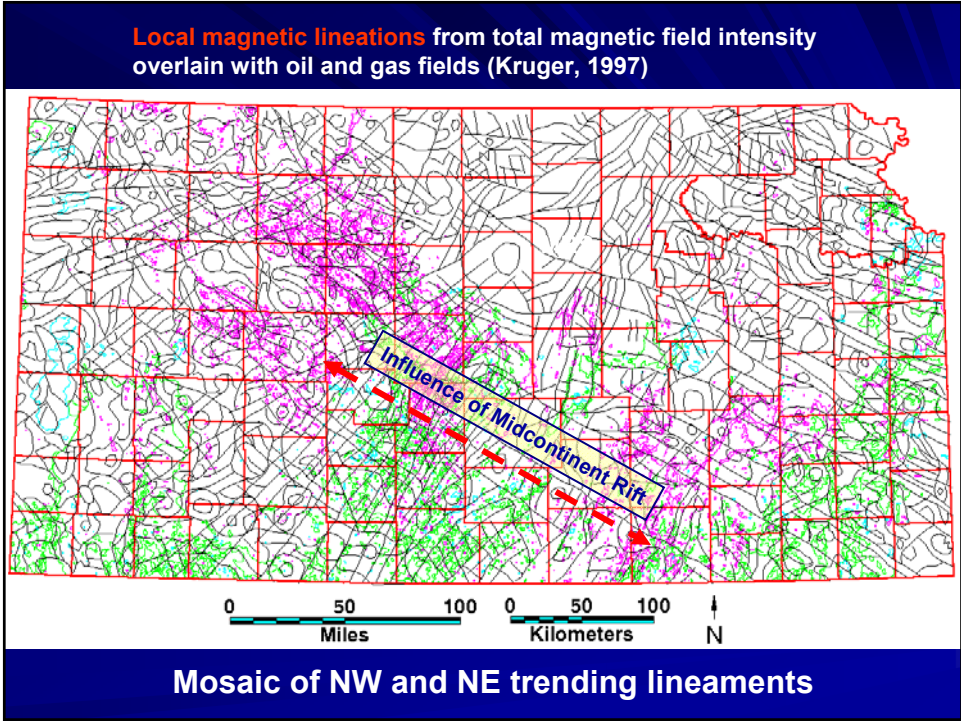 Local magnetic lineations from total magnetic field intensity
overlain with oil and gas fields (Kruger, 1997)
Influence of Midcontinent Rift
0 50 100
Miles
0 50 100
Kilometers
N
Mosaic of NW and NE trending lineaments